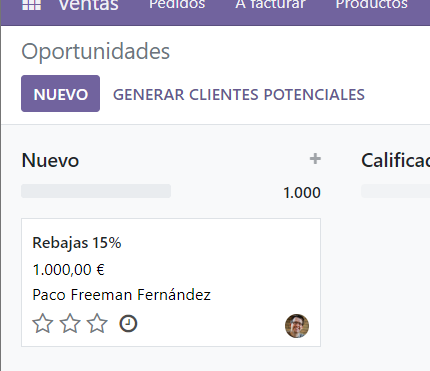 Ventas Pedidos A facturar Productos
Oportunidades
NUEVO GENERAR CLIENTES POTENCIALES
Nuevo +
1.000
Rebajas 15%
1.000,00 €
Paco Freeman Fernández